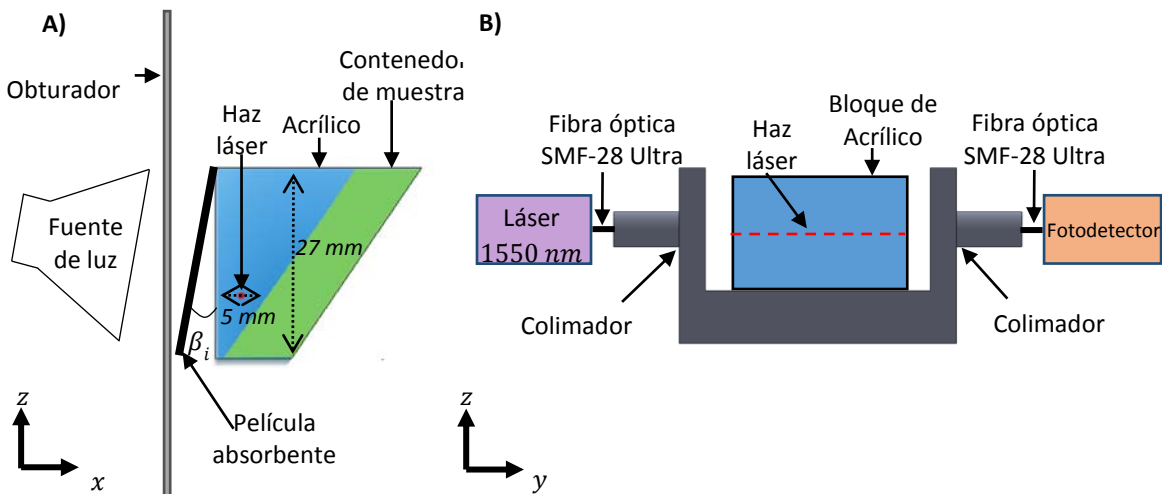 A)
Obturador
Haz
láser
Acrílico
Contenedor
de muestra
Fuente
de luz
27 mm
5 mm
β_i
Película
absorbente
z
x
B)
Fibra óptica
SMF-28 Ultra
Haz
láser
Bloque de
Acrílico
Fibra óptica
SMF-28 Ultra
Láser
1550 nm
Fotodetector
Colimador
Colimador
z
y